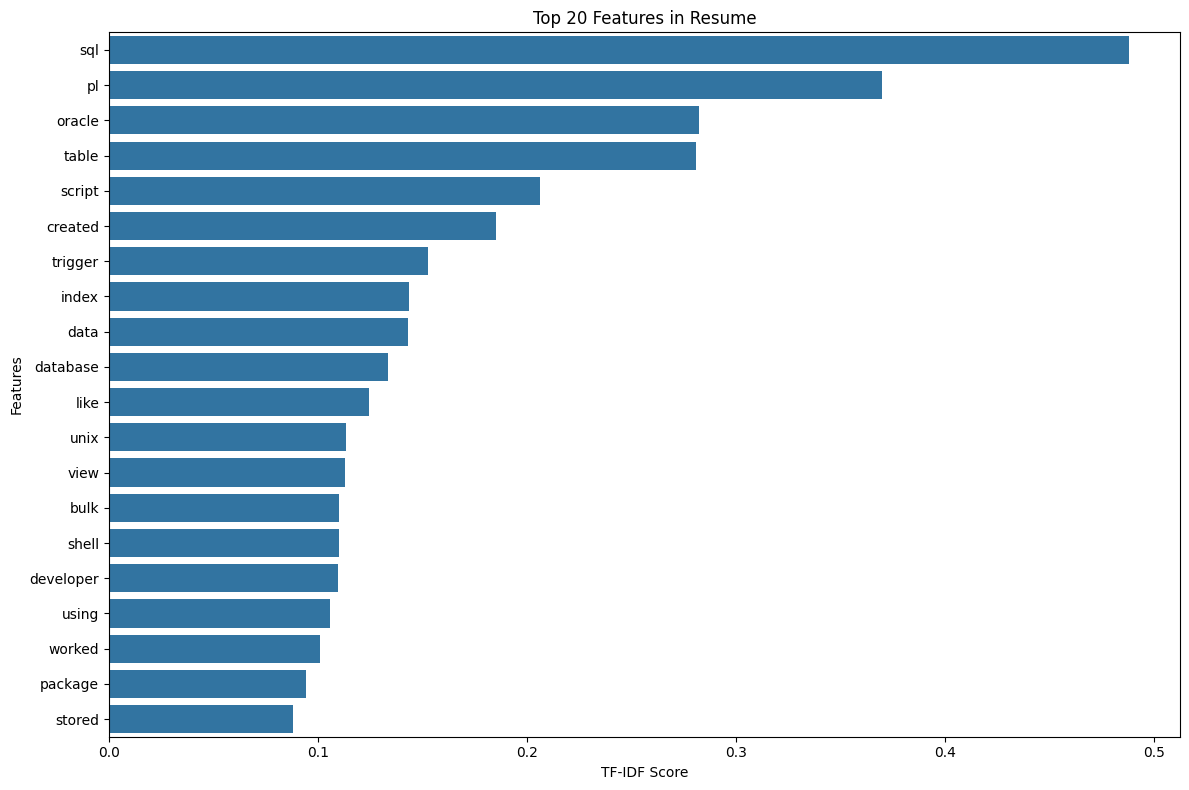 Top 20 Features in Resume
Features
sql
pl
oracle
table
script
created
trigger
index
data
database
like
unix
view
bulk
shell
developer
using
worked
package
stored
0.0 0.1 0.2 0.3 0.4 0.5
TF-IDF Score